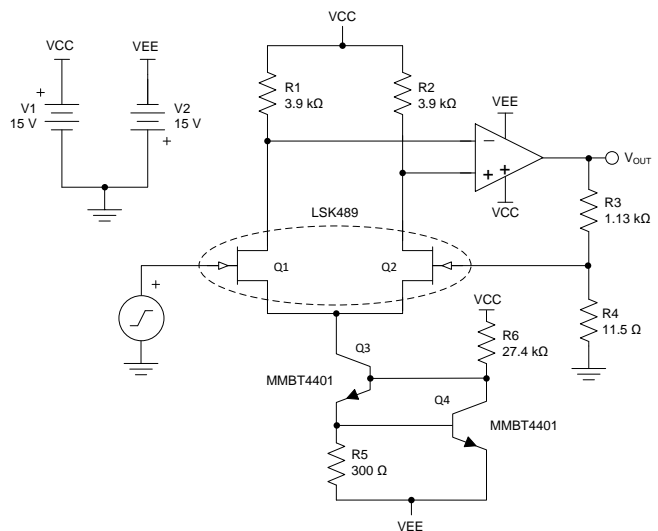 VCC
VCC
VEE
+
V1
15 V
V2
15 V
+
R1
3.9 kΩ
R2
3.9 kΩ
VEE
−
+
+
VCC
VOUT
R3
1.13 kΩ
LSK489
Q1
Q2
+
R4
11.5 Ω
VCC
R6
27.4 kΩ
Q3
MMBT4401
Q4
MMBT4401
R5
300 Ω
VEE